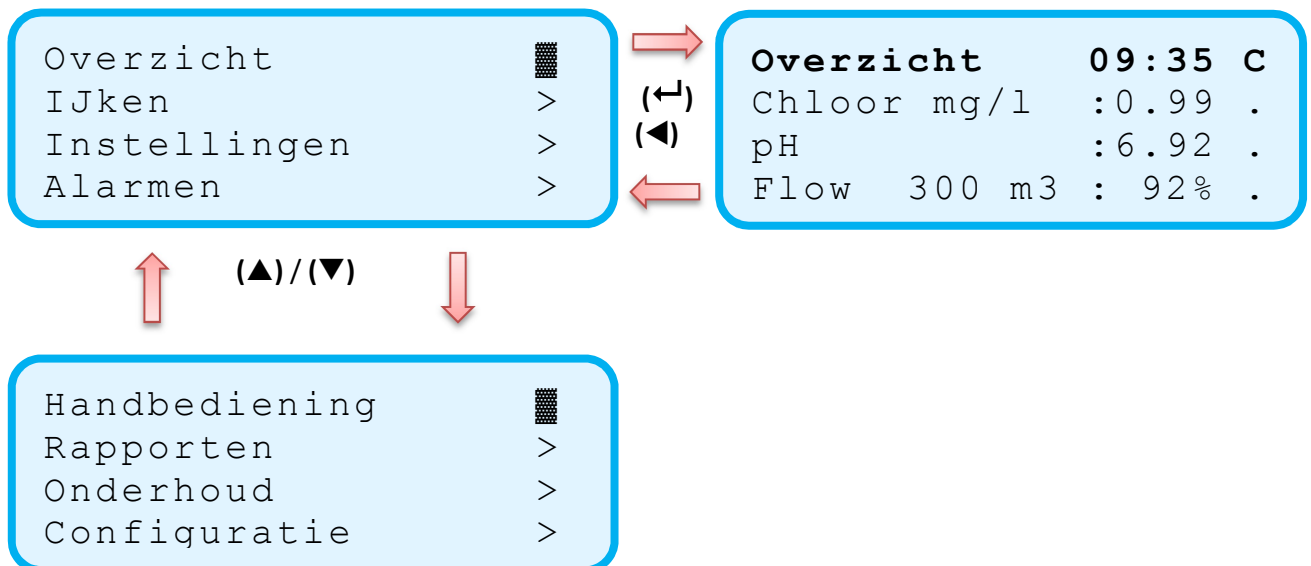 Overzicht ▓
IJken >
Instellingen >
Alarmen >
(↵)
(◀)
Overzicht 09:35 C
Chloor mg/l :0.99 .
pH :6.92 .
Flow 300 m3 : 92% .
(▲)/(▼)
Handbediening ▓
Rapporten >
Onderhoud >
Configuratie >